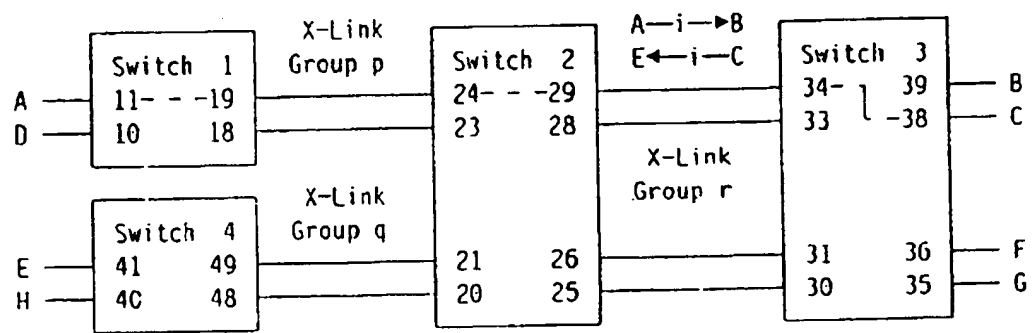 X-Link
Group p
A—i—►B
E◄—i—C
Switch 1
Switch 2
Switch 3
A
11- - -19
24- - -29
34- 39
B
D
10 18
23 28
33 -38
C
X-Link
Group q
X-Link
Group r
Switch 4
E
41 49
21 26
31 36
F
H
40 48
20 25
30 35
G